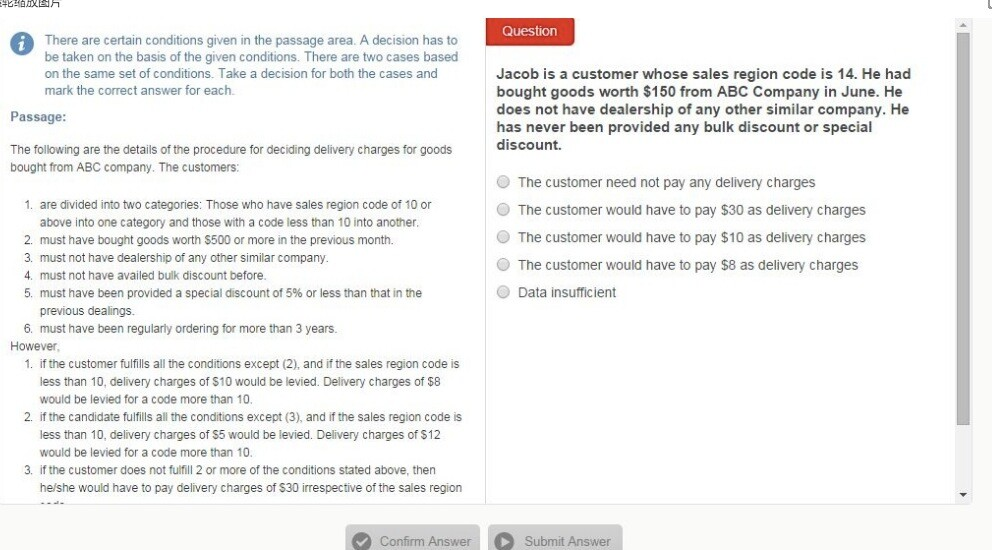 轮缩放图片
There are certain conditions given in the passage area. A decision has to
be taken on the basis of the given conditions. There are two cases based
on the same set of conditions. Take a decision for both the cases and
mark the correct answer for each.
Passage:
The following are the details of the procedure for deciding delivery charges for goods
bought from ABC company. The customers:
1. are divided into two categories: Those who have sales region code of 10 or
above into one category and those with a code less than 10 into another.
2. must have bought goods worth $500 or more in the previous month.
3. must not have dealership of any other similar company.
4. must not have availed bulk discount before.
5. must have been provided a special discount of 5% or less than that in the
previous dealings.
6. must have been regularly ordering for more than 3 years.
However,
1. if the customer fulfills all the conditions except (2), and if the sales region code is
less than 10, delivery charges of $10 would be levied. Delivery charges of $8
would be levied for a code more than 10.
2. if the candidate fulfills all the conditions except (3), and if the sales region code is
less than 10, delivery charges of $5 would be levied. Delivery charges of $12
would be levied for a code more than 10.
3. if the customer does not fulfill 2 or more of the conditions stated above, then
he/she would have to pay delivery charges of $30 irrespective of the sales region
Question
Jacob is a customer whose sales region code is 14. He had
bought goods worth $150 from ABC Company in June. He
does not have dealership of any other similar company. He
has never been provided any bulk discount or special
discount.
The customer need not pay any delivery charges
The customer would have to pay $30 as delivery charges
The customer would have to pay $10 as delivery charges
The customer would have to pay $8 as delivery charges
Data insufficient
Confirm Answer
Submit Answer